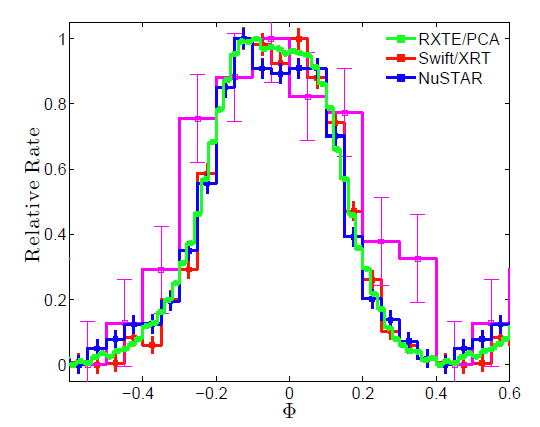 1
0.8
0.6
0.4
0.2
0
−0.4
−0.2
0
0.2
0.4
0.6
Relative Rate
Φ
RXTE/PCA
Swift/XRT
NuSTAR